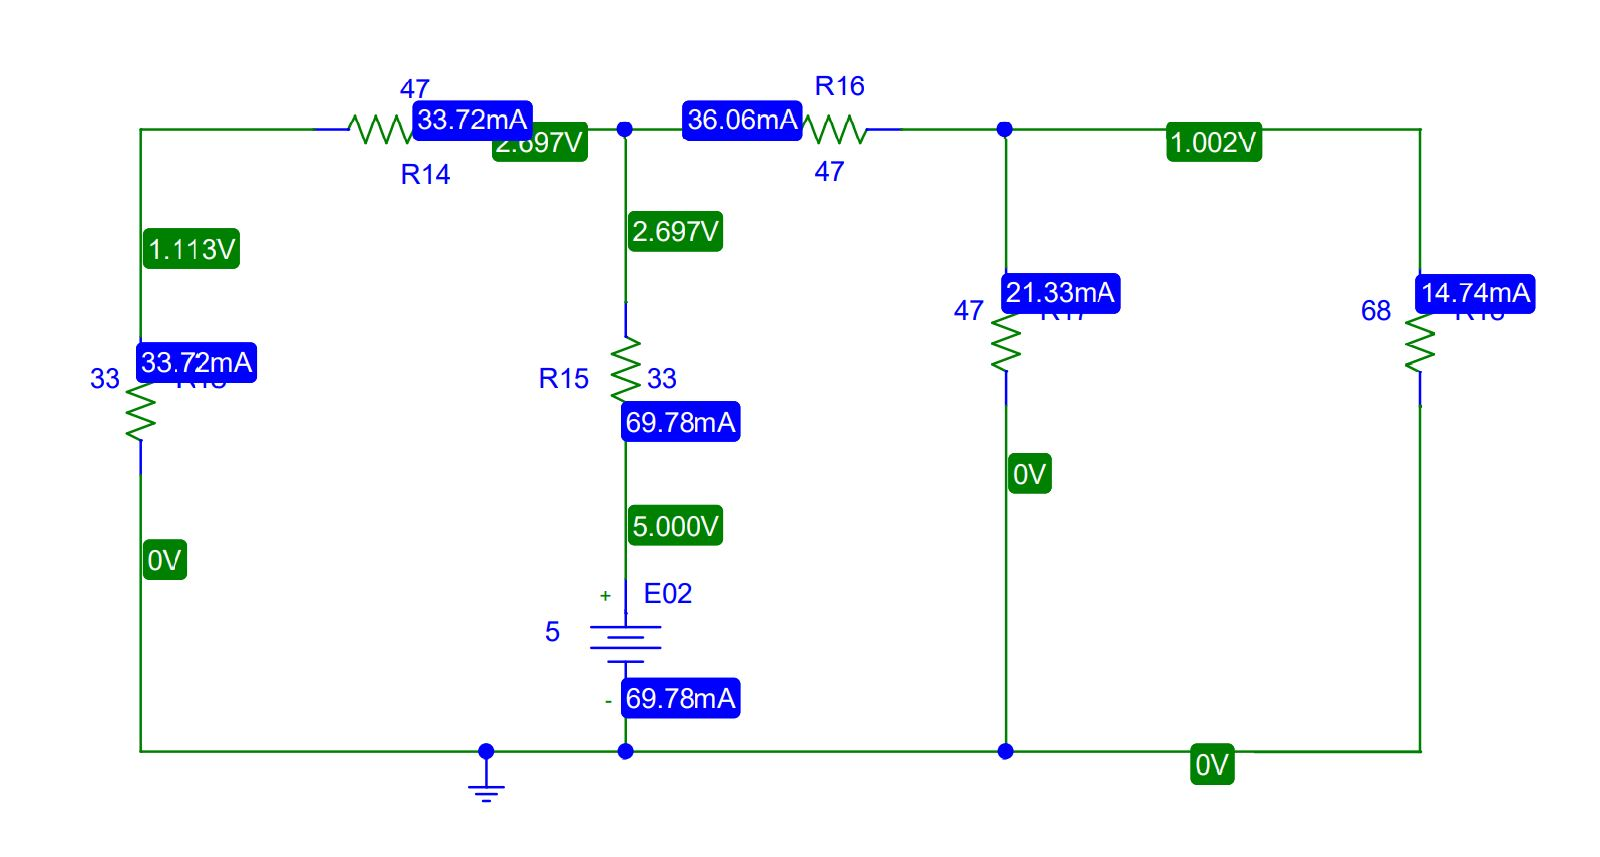 47
R16
33.72mA
36.06mA
2.697V
1.002V
R14
47
1.113V
2.697V
21.33mA
14.74mA
47
68
33.72mA
33
R15
33
69.78mA
0V
5.000V
0V
E02
+
5
69.78mA
-
0V